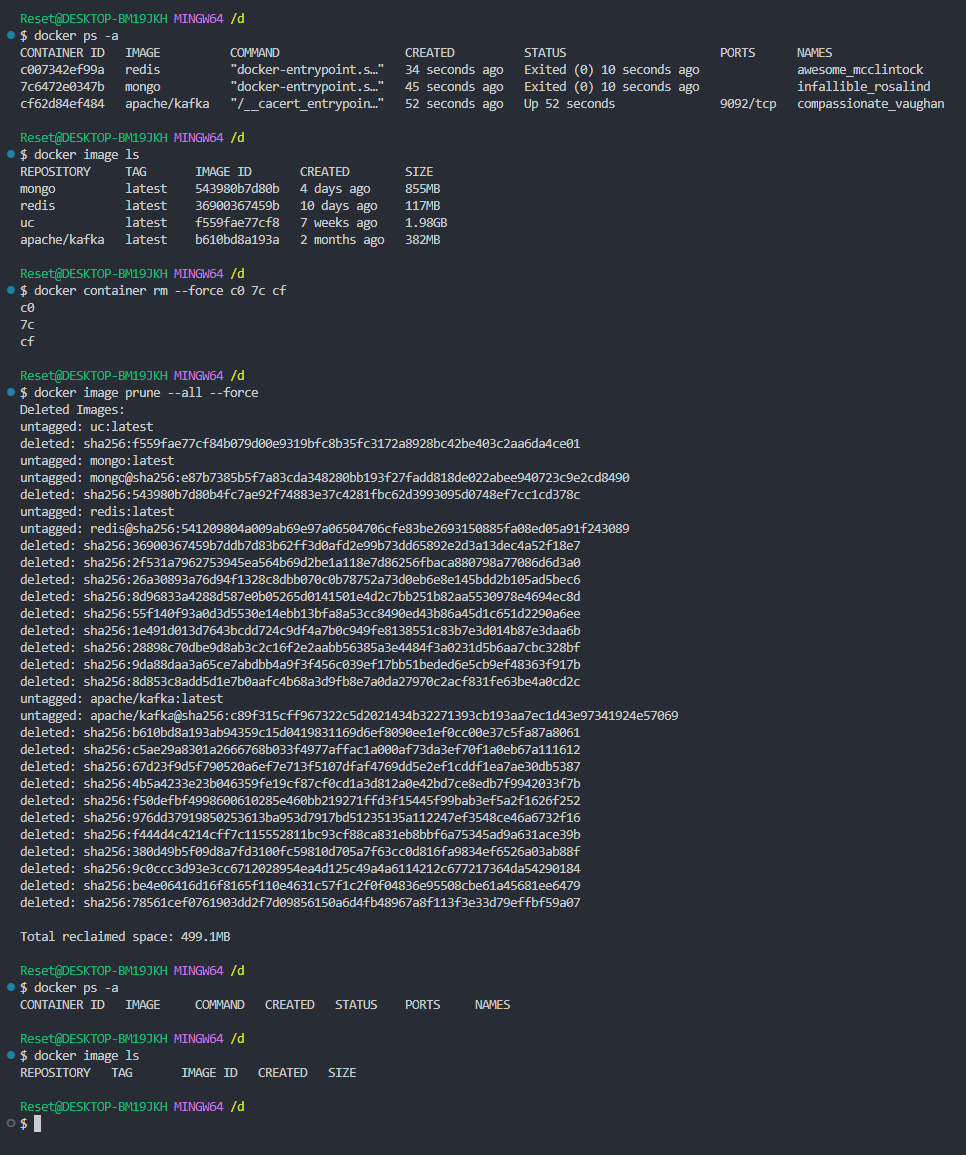 Reset@DESKTOP-BM19JKH MINGW64 /d
$ docker ps -a
CONTAINER ID   IMAGE          COMMAND                  CREATED          STATUS                      PORTS      NAMES
c007342ef99a   redis          "docker-entrypoint.s…"   34 seconds ago   Exited (0) 10 seconds ago              awesome_mcclintock
7c6472e0347b   mongo          "docker-entrypoint.s…"   45 seconds ago   Exited (0) 10 seconds ago              infallible_rosalind
cf62d84ef484   apache/kafka   "/__cacert_entrypoin…"   52 seconds ago   Up 52 seconds               9092/tcp   compassionate_vaughan
Reset@DESKTOP-BM19JKH MINGW64 /d
$ docker image ls
REPOSITORY     TAG       IMAGE ID       CREATED        SIZE
mongo          latest    543980b7d80b   4 days ago     855MB
redis          latest    36900367459b   10 days ago    117MB
uc             latest    f559fae77cf8   7 weeks ago    1.98GB
apache/kafka   latest    b610bd8a193a   2 months ago   382MB
Reset@DESKTOP-BM19JKH MINGW64 /d
$ docker container rm --force c0 7c cf
c0
7c
cf
Reset@DESKTOP-BM19JKH MINGW64 /d
$ docker image prune --all --force
Deleted Images:
untagged: uc:latest
deleted: sha256:f559fae77cf84b079d00e9319bfc8b35fc3172a8928bc42be403c2aa6da4ce01
untagged: mongo:latest
untagged: mongo@sha256:e87b7385b5f7a83cda348280bb193f27fadd818de022abee940723c9e2cd8490
deleted: sha256:543980b7d80b4fc7ae92f74883e37c4281fbc62d3993095d0748ef7cc1cd378c
untagged: redis:latest
untagged: redis@sha256:541209804a009ab69e97a06504706cfe83be2693150885fa08ed05a91f243089
deleted: sha256:36900367459b7ddb7d83b62ff3d0afd2e99b73dd65892e2d3a13dec4a52f18e7
deleted: sha256:2f531a7962753945ea564b69d2be1a118e7d86256fbaca880798a77086d6d3a0
deleted: sha256:26a30893a76d94f1328c8dbb070c0b78752a73d0eb6e8e145bdd2b105ad5bec6
deleted: sha256:8d96833a4288d587e0b05265d0141501e4d2c7bb251b82aa5530978e4694ec8d
deleted: sha256:55f140f93a0d3d5530e14ebb13bfa8a53cc8490ed43b86a45d1c651d2290a6ee
deleted: sha256:1e491d013d7643bcdd724c9df4a7b0c949fe8138551c83b7e3d014b87e3daa6b
deleted: sha256:28898c70dbe9d8ab3c2c16f2e2aabb56385a3e4484f3a0231d5b6aa7cbc328bf
deleted: sha256:9da88daa3a65ce7abdbb4a9f3f456c039ef17bb51beded6e5cb9ef48363f917b
deleted: sha256:8d853c8add5d1e7b0aafc4b68a3d9fb8e7a0da27970c2acf831fe63be4a0cd2c
untagged: apache/kafka:latest
untagged: apache/kafka@sha256:c89f315cff967322c5d2021434b32271393cb193aa7ec1d43e97341924e57069
deleted: sha256:b610bd8a193ab94359c15d0419831169d6ef8090ee1ef0cc00e37c5fa87a8061
deleted: sha256:c5ae29a8301a2666768b033f4977affac1a000af73da3ef70f1a0eb67a111612
deleted: sha256:67d23f9d5f790520a6ef7e713f5107dfaf4769dd5e2ef1cddf1ea7ae30db5387
deleted: sha256:4b5a4233e23b046359fe19cf87cf0cd1a3d812a0e42bd7ce8edb7f9942033f7b
deleted: sha256:f50defbf4998600610285e460bb219271ffd3f15445f99bab3ef5a2f1626f252
deleted: sha256:976dd37919850253613ba953d7917bd51235135a112247ef3548ce46a6732f16
deleted: sha256:f444d4c4214cff7c115552811bc93cf88ca831eb8bbf6a75345ad9a631ace39b
deleted: sha256:380d49b5f09d8a7fd3100fc59810d705a7f63cc0d816fa9834ef6526a03ab88f
deleted: sha256:9c0ccc3d93e3cc6712028954ea4d125c49a4a6114212c677217364da54290184
deleted: sha256:be4e06416d16f8165f110e4631c57f1c2f0f04836e95508cbe61a45681ee6479
deleted: sha256:78561cef0761903dd2f7d09856150a6d4fb48967a8f113f3e33d79effbf59a07
Total reclaimed space: 499.1MB
Reset@DESKTOP-BM19JKH MINGW64 /d
$ docker ps -a
CONTAINER ID   IMAGE     COMMAND   CREATED   STATUS    PORTS     NAMES
Reset@DESKTOP-BM19JKH MINGW64 /d
$ docker image ls
REPOSITORY   TAG       IMAGE ID   CREATED   SIZE
Reset@DESKTOP-BM19JKH MINGW64 /d
$